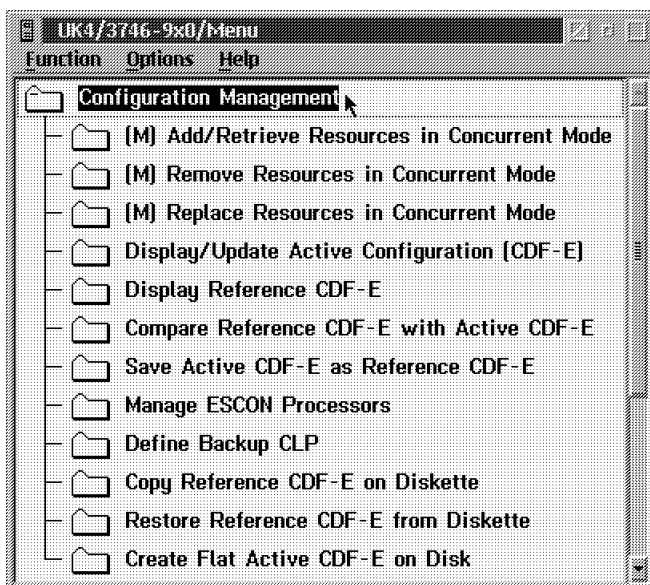 UK4/3746-9x0/Menu
Function Options Help
Configuration Management
(M) Add/Retrieve Resources in Concurrent Mode
(M) Remove Resources in Concurrent Mode
(M) Replace Resources in Concurrent Mode
Display/Update Active Configuration (CDF-E)
Display Reference CDF-E
Compare Reference CDF-E with Active CDF-E
Save Active CDF-E as Reference CDF-E
Manage ESCON Processors
Define Backup CLP
Copy Reference CDF-E on Diskette
Restore Reference CDF-E from Diskette
Create Flat Active CDF-E on Disk